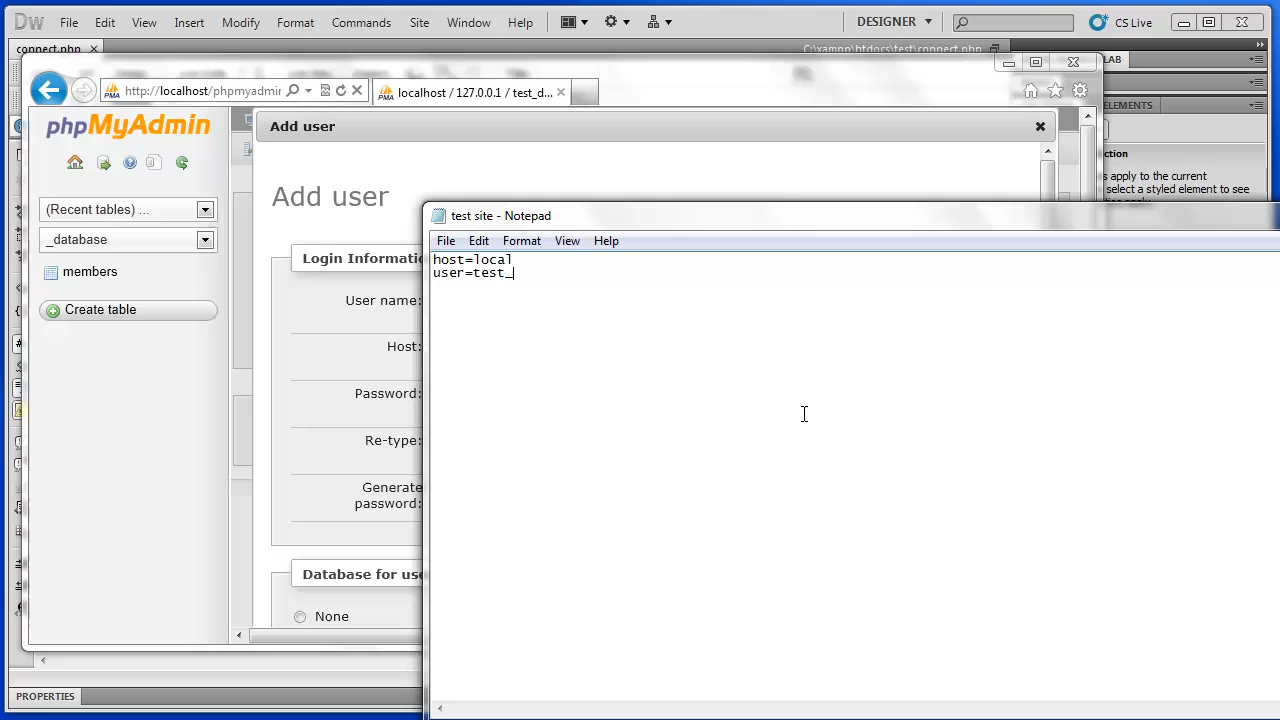 Dw File Edit View Insert Modify Format Commands Site Window Help DESIGNER CS Live
connect.php C:\xampp\htdocs\test\connect.php
LAB
http://localhost/phpmyadmin localhost / 127.0.0.1 / test_d...
ELEMENTS
phpMyAdmin
Add user
Add user
ction
s apply to the current
select a styled element to see
(Recent tables) ...
_database
members
Create table
test site - Notepad
File Edit Format View Help
host=local
user=test_
Login Informatio
User name:
Host:
Password:
Re-type:
Generate
password:
Database for us
None
PROPERTIES